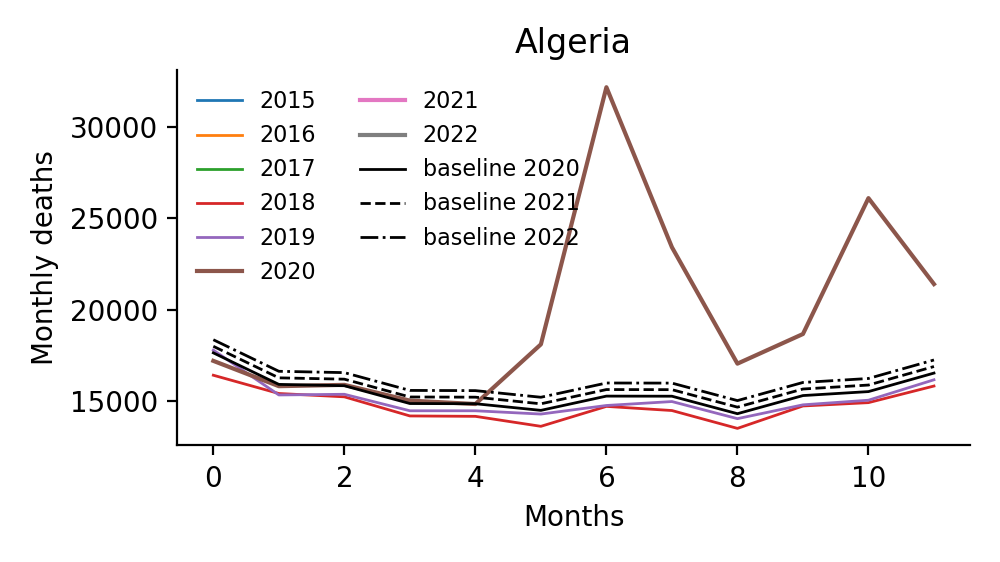 Algeria
Monthly deaths
30000
25000
20000
15000
2015
2016
2017
2018
2019
2020
2021
2022
baseline 2020
baseline 2021
baseline 2022
0 2 4 6 8 10
Months